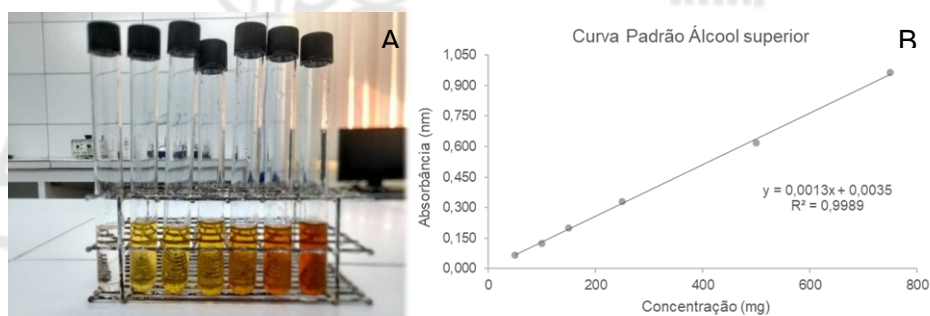 A
Curva Padrão Álcool superior
B
Absorbância (nm)
1,050
0,900
0,750
0,600
0,450
0,300
0,150
0,000
y = 0,0013x + 0,0035
R² = 0,9989
0
200
400
600
800
Concentração (mg)